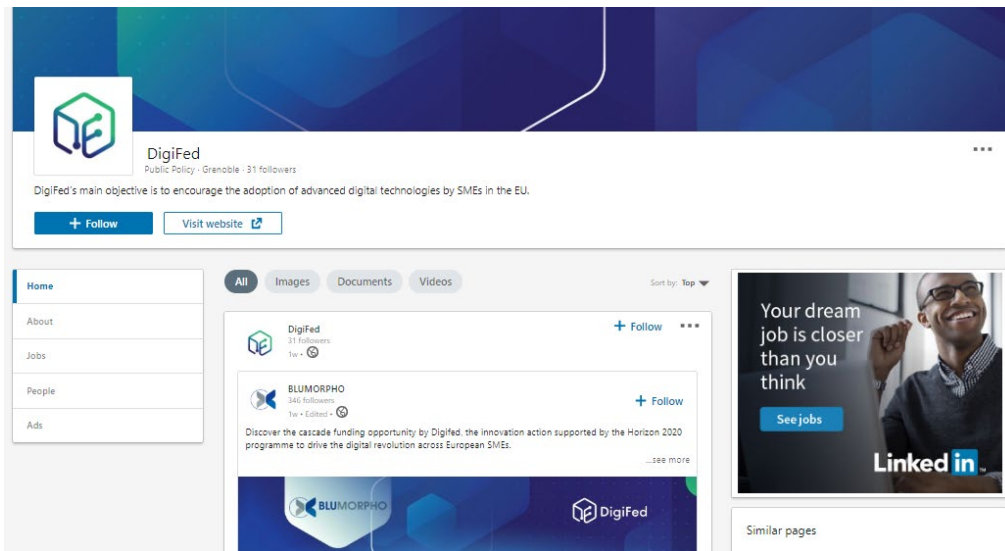 DigiFed
Public Policy · Grenoble · 31 followers
DigiFed's main objective is to encourage the adoption of advanced digital technologies by SMEs in the EU.
+ Follow
Visit website
Home
About
Jobs
People
Ads
All
Images
Documents
Videos
Sort by: Top
DigiFed
31 followers
1w •
+ Follow
BLUMORPHO
346 followers
1w • Edited •
+ Follow
Discover the cascade funding opportunity by Digifed, the innovation action supported by the Horizon 2020
programme to drive the digital revolution across European SMEs.
...see more
BLUMORPHO
DigiFed
Your dream
job is closer
than you
think
See jobs
Linked in
Similar pages